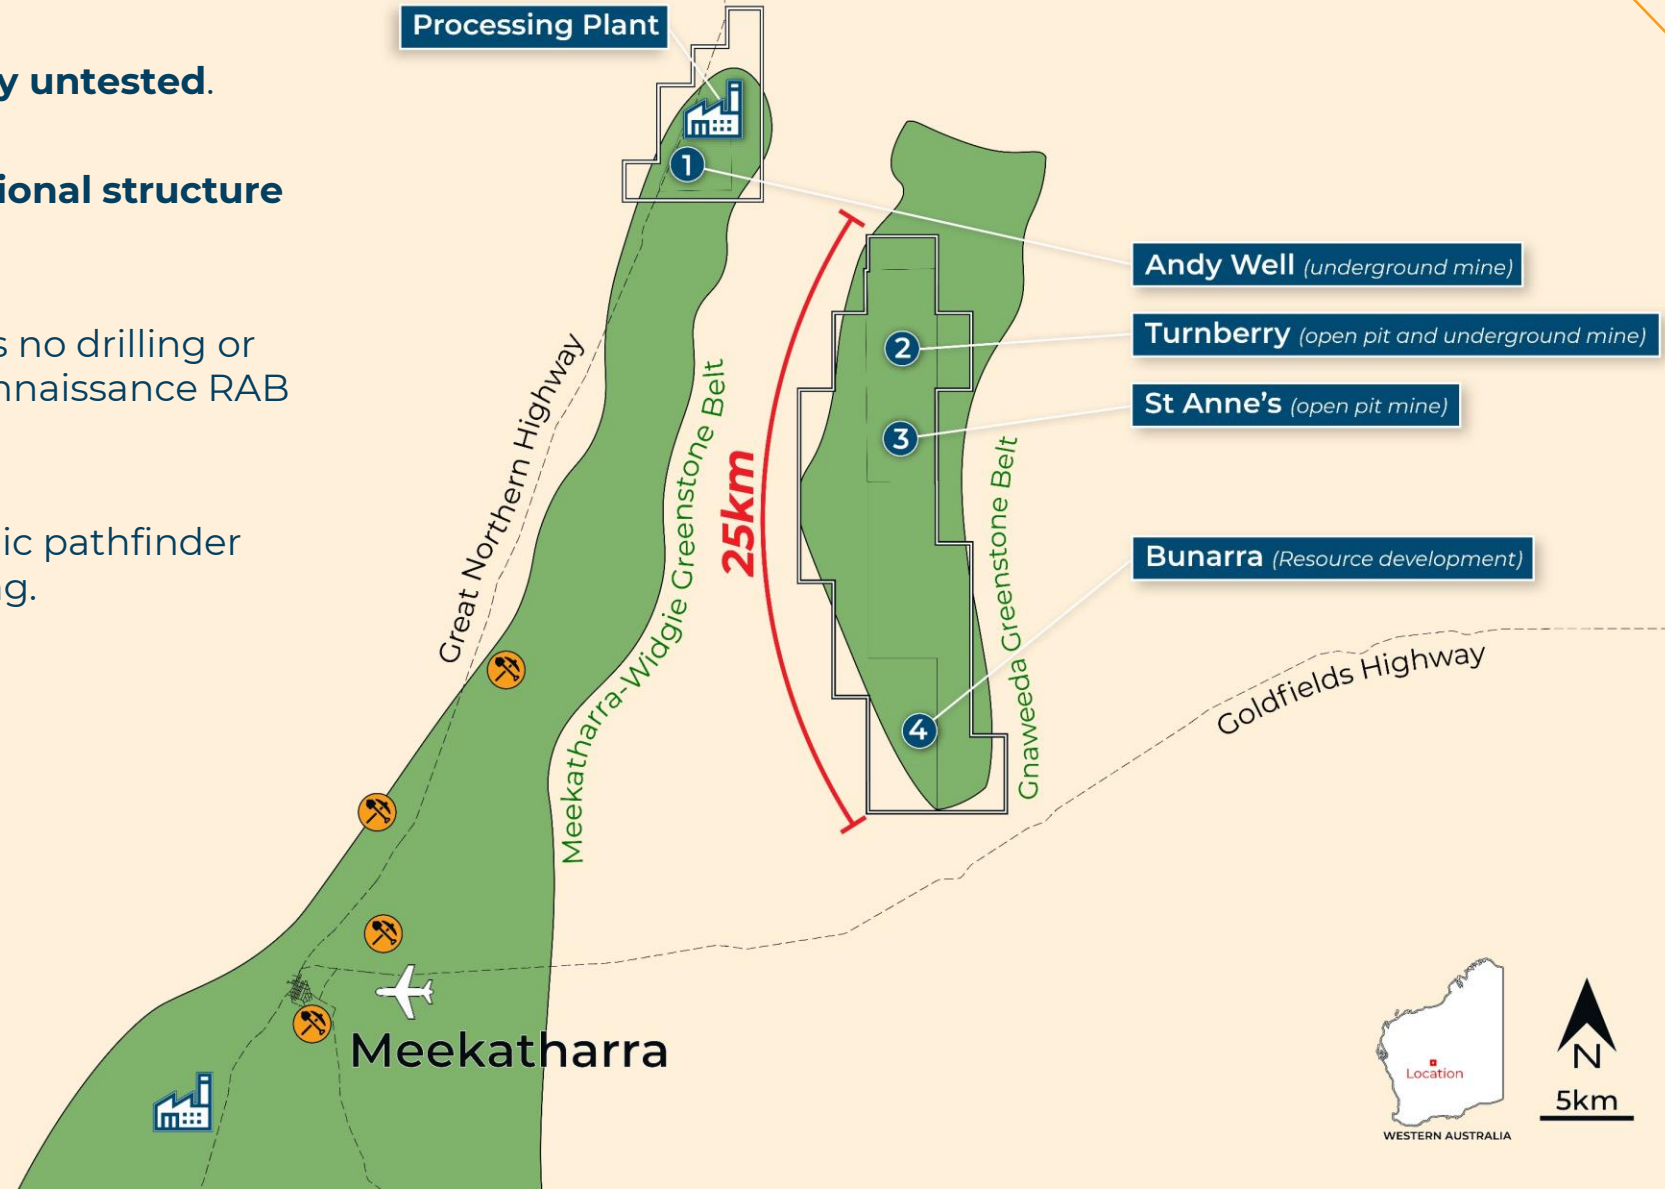 y untested.
ional structure
s no drilling or
nnaissance RAB
ic pathfinder
g.
Processing Plant
1
Andy Well (underground mine)
2
Turnberry (open pit and underground mine)
3
St Anne's (open pit mine)
4
Bunarra (Resource development)
25km
Great Northern Highway
Meekatharra-Widgie Greenstone Belt
Gnaweeda Greenstone Belt
Goldfields Highway
Meekatharra
Location
WESTERN AUSTRALIA
N
5km